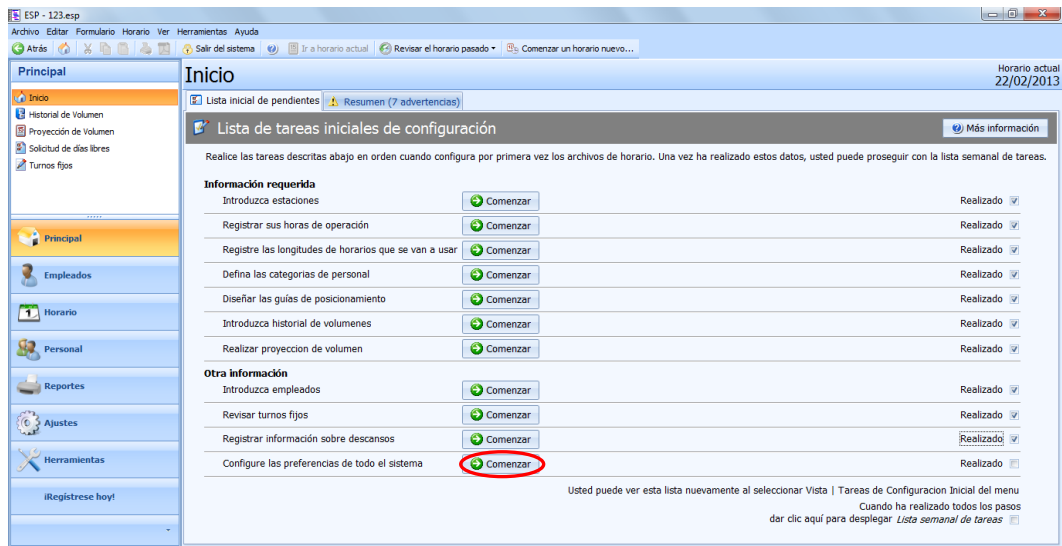 ESP - 123.esp
Archivo Editar Formulario Horario Ver Herramientas Ayuda
Atrás Salir del sistema Ir a horario actual Revisar el horario pasado Comenzar un horario nuevo...
Principal
Inicio
Historial de Volumen
Proyección de Volumen
Solicitud de días libres
Turnos fijos
Principal
Empleados
Horario
Personal
Reportes
Ajustes
Herramientas
¡Regístrese hoy!
Inicio
Horario actual
22/02/2013
Lista inicial de pendientes Resumen (7 advertencias)
Lista de tareas iniciales de configuración Más información
Realice las tareas descritas abajo en orden cuando configura por primera vez los archivos de horario. Una vez ha realizado estos datos, usted puede proseguir con la lista semanal de tareas.
Información requerida
Introduzca estaciones Comenzar Realizado
Registrar sus horas de operación Comenzar Realizado
Registre las longitudes de horarios que se van a usar Comenzar Realizado
Defina las categorias de personal Comenzar Realizado
Diseñar las guías de posicionamiento Comenzar Realizado
Introduzca historial de volumenes Comenzar Realizado
Realizar proyeccion de volumen Comenzar Realizado
Otra información
Introduzca empleados Comenzar Realizado
Revisar turnos fijos Comenzar Realizado
Registrar información sobre descansos Comenzar Realizado
Configure las preferencias de todo el sistema Comenzar Realizado
Usted puede ver esta lista nuevamente al seleccionar Vista | Tareas de Configuracion Inicial del menu
Cuando ha realizado todos los pasos
dar clic aquí para desplegar Lista semanal de tareas